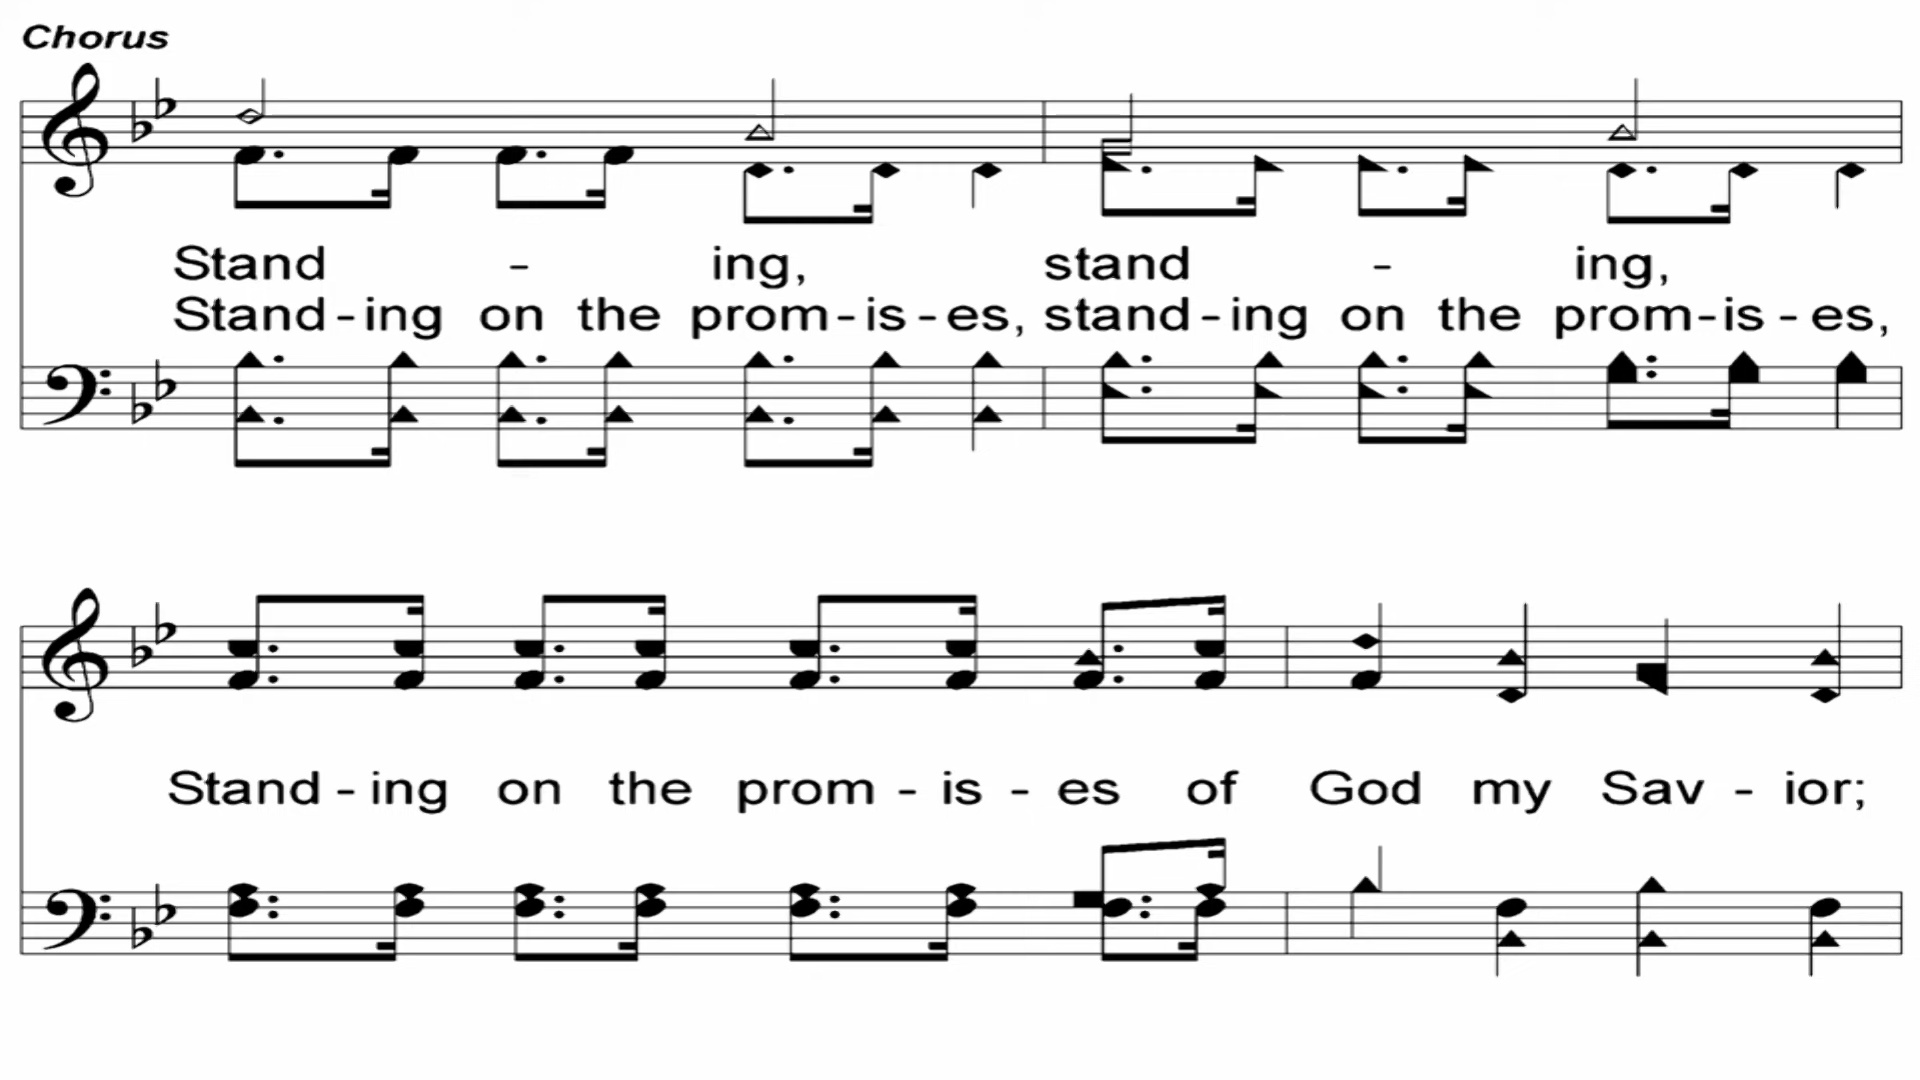 Chorus
Stand - ing, stand - ing,
Stand-ing on the prom-is-es, stand-ing on the prom-is-es,
Stand-ing on the prom-is-es of God my Sav-ior;